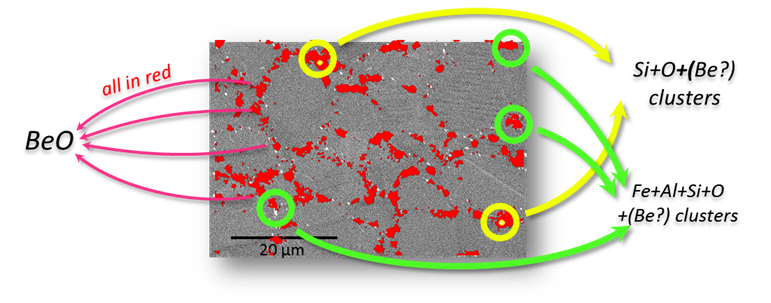 all in red
BeO
Si+O+(Be?)
clusters
Fe+Al+Si+O
+(Be?) clusters
20 µm